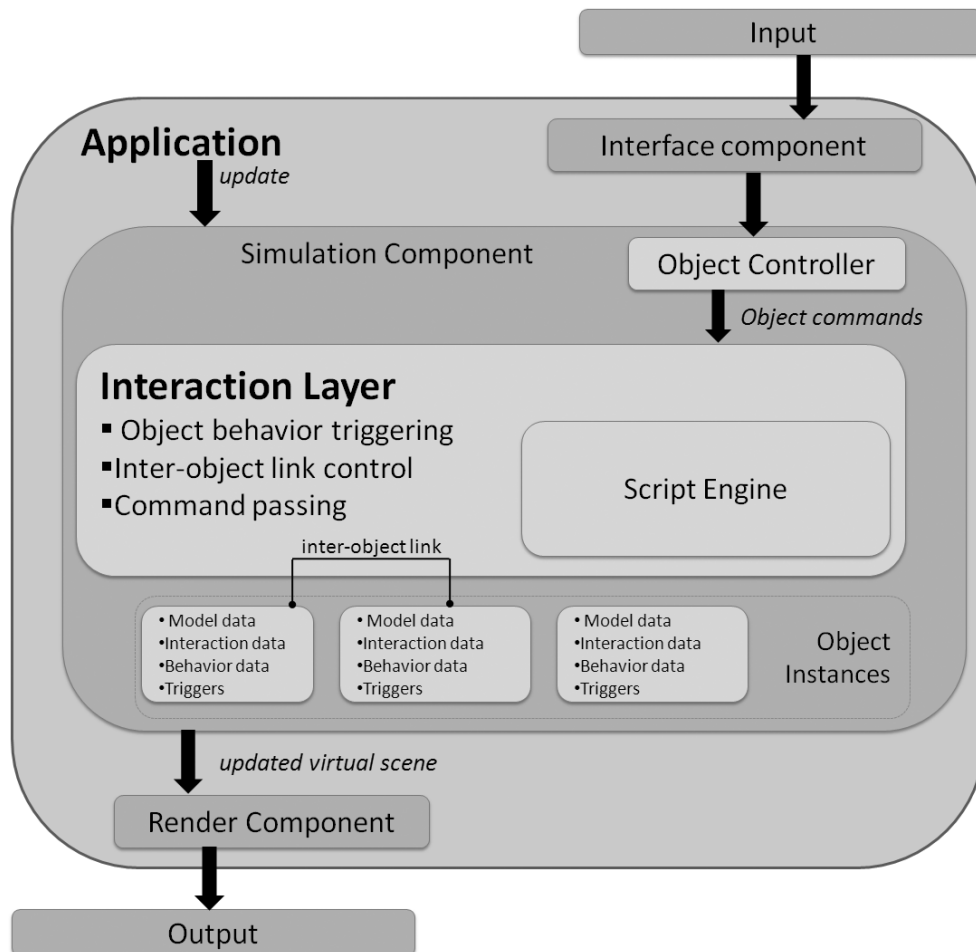 Input
Application
Interface component
update
Simulation Component
Object Controller
Object commands
Interaction Layer
▪ Object behavior triggering
▪Inter-object link control
▪Command passing
Script Engine
inter-object link
• Model data
•Interaction data
•Behavior data
•Triggers
• Model data
•Interaction data
•Behavior data
•Triggers
• Model data
•Interaction data
•Behavior data
•Triggers
Object
Instances
updated virtual scene
Render Component
Output